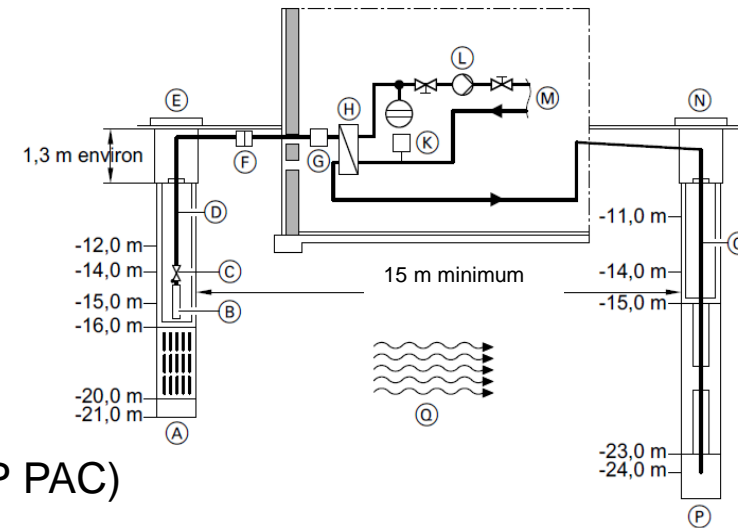 E
N
L
H
M
1,3 m environ
F
G
K
D
-11,0 m
-12,0 m
-14,0 m
C
-14,0 m
15 m minimum
-15,0 m
B
-15,0 m
-16,0 m
-20,0 m
-21,0 m
A
Q
-23,0 m
-24,0 m
P PAC)
P